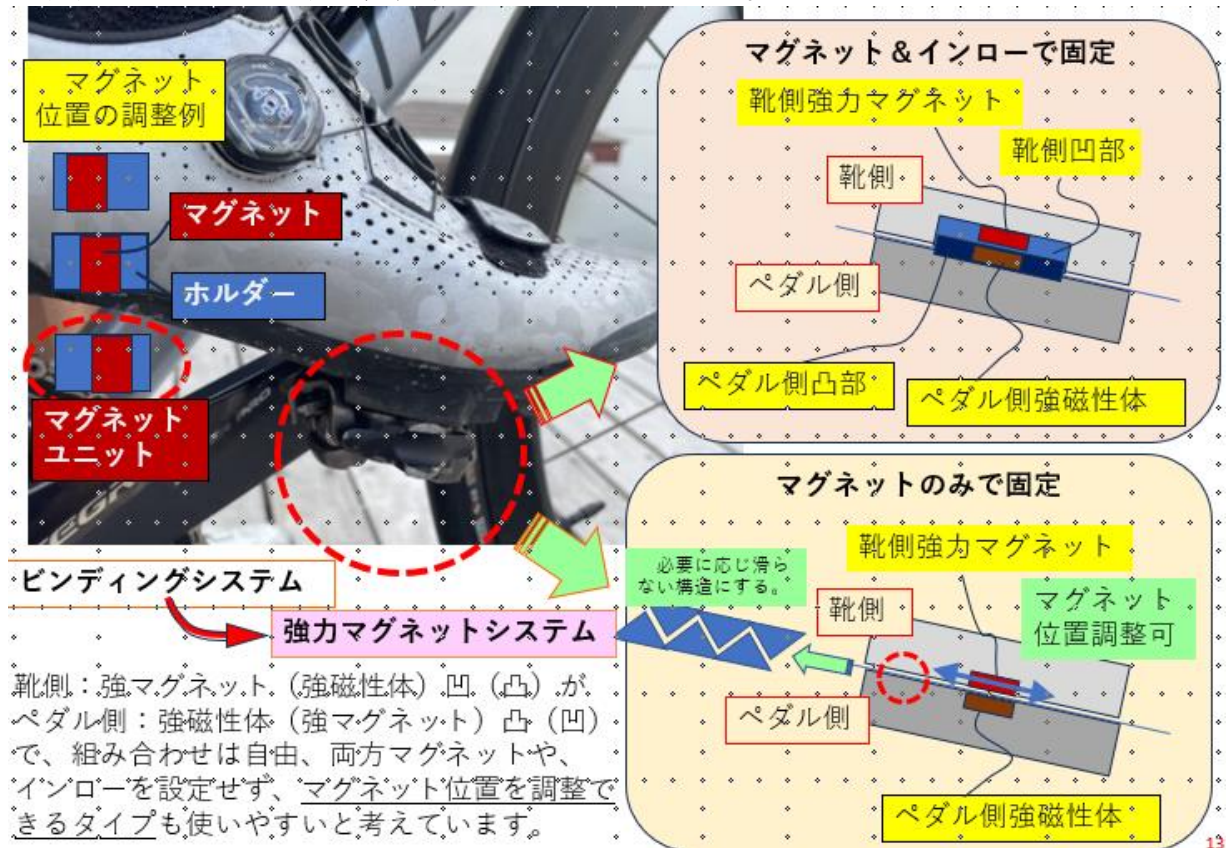 マグネット
位置の調整例
マグネット
ホルダー
マグネット
ユニット
マグネット＆インローで固定
靴側強力マグネット
靴側凹部
靴側
ペダル側
ペダル側凸部
ペダル側強磁性体
ビンディングシステム
強力マグネットシステム
靴側：強マグネット（強磁性体）凹（凸）が
ペダル側：強磁性体（強マグネット）凸（凹）
で、組み合わせは自由、両方マグネットや、
インローを設定せず、マグネット位置を調整で
きるタイプも使いやすいと考えています。
マグネットのみで固定
必要に応じ滑ら
ない構造にする。
靴側強力マグネット
マグネット
位置調整可
靴側
ペダル側
ペダル側強磁性体
13